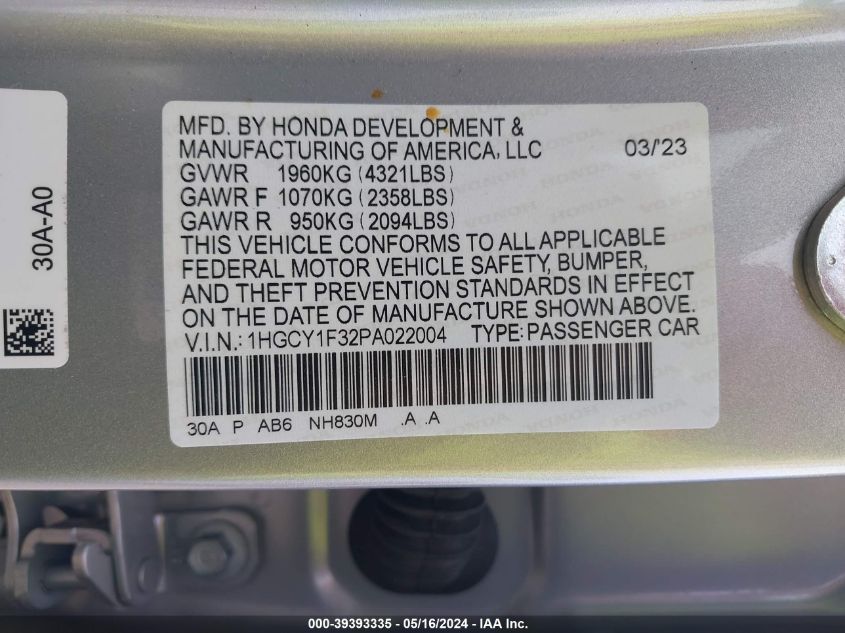 30A-A0
MFD. BY HONDA DEVELOPMENT &
MANUFACTURING OF AMERICA, LLC 03/'23
GVWR 1960KG (4321LBS)
GAWR F 1070KG (2358LBS)
GAWR R 950KG (2094LBS)
THIS VEHICLE CONFORMS TO ALL APPLICABLE
FEDERAL MOTOR VEHICLE SAFETY, BUMPER,
AND THEFT PREVENTION STANDARDS IN EFFECT
ON THE DATE OF MANUFACTURE SHOWN ABOVE.
V.I.N.: 1HGCY1F32PA022004 TYPE: PASSENGER CAR
30A P AB6 NH830M .A .A
000-39393335 - 05/16/2024 - IAA Inc.